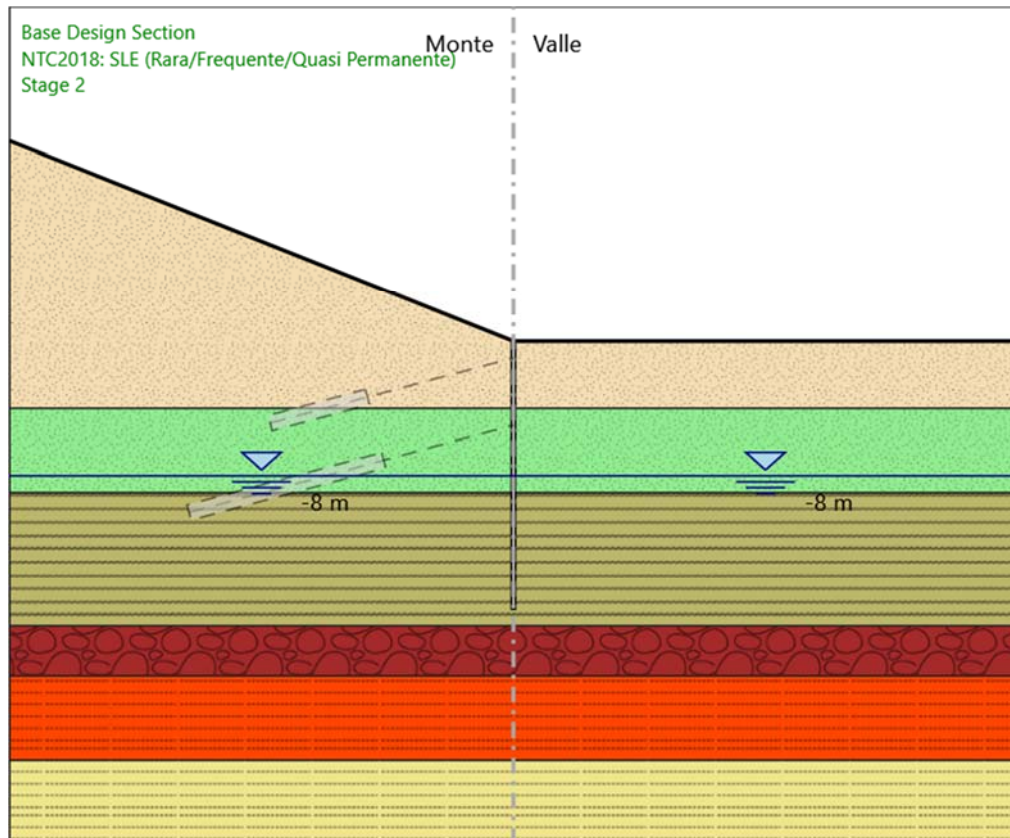 Base Design Section
NTC2018: SLE (Rara/Frequente/Quasi Permanente)
Stage 2
Monte
Valle
-8 m
-8 m